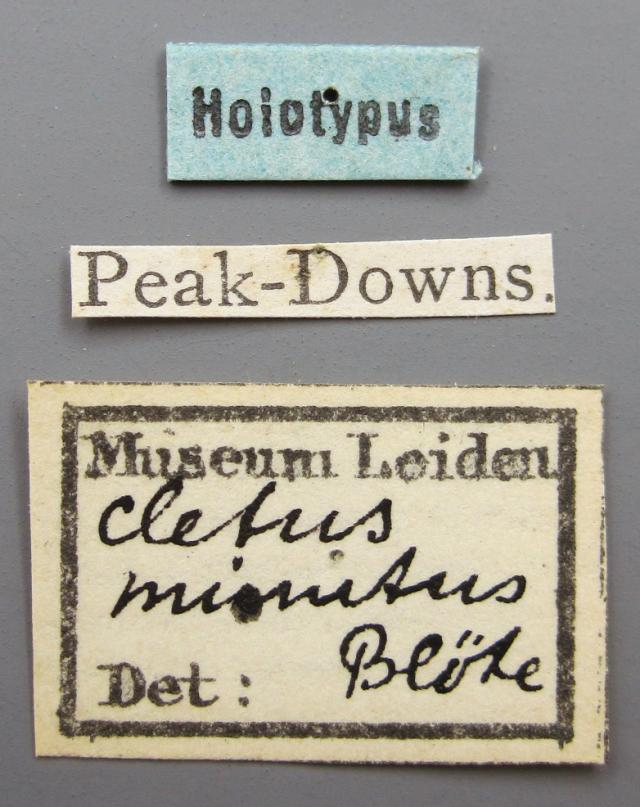 Holotypus
Peak-Downs.
Museum Leiden
Cletus
minutus
Blöte
Det: